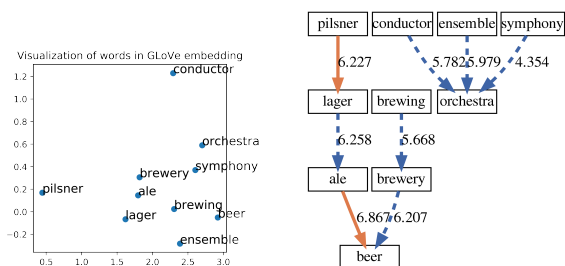 Visualization of words in GLoVe embedding
conductor
orchestra
symphony
brewery
pilsner
ale
brewing
lager
beer
ensemble
1.2
1.0
0.8
0.6
0.4
0.2
0.0
−0.2
0.5 1.0 1.5 2.0 2.5 3.0
pilsner conductor ensemble symphony
6.227 5.782 5.979 4.354
lager brewing orchestra
6.258 5.668
ale brewery
6.867 6.207
beer